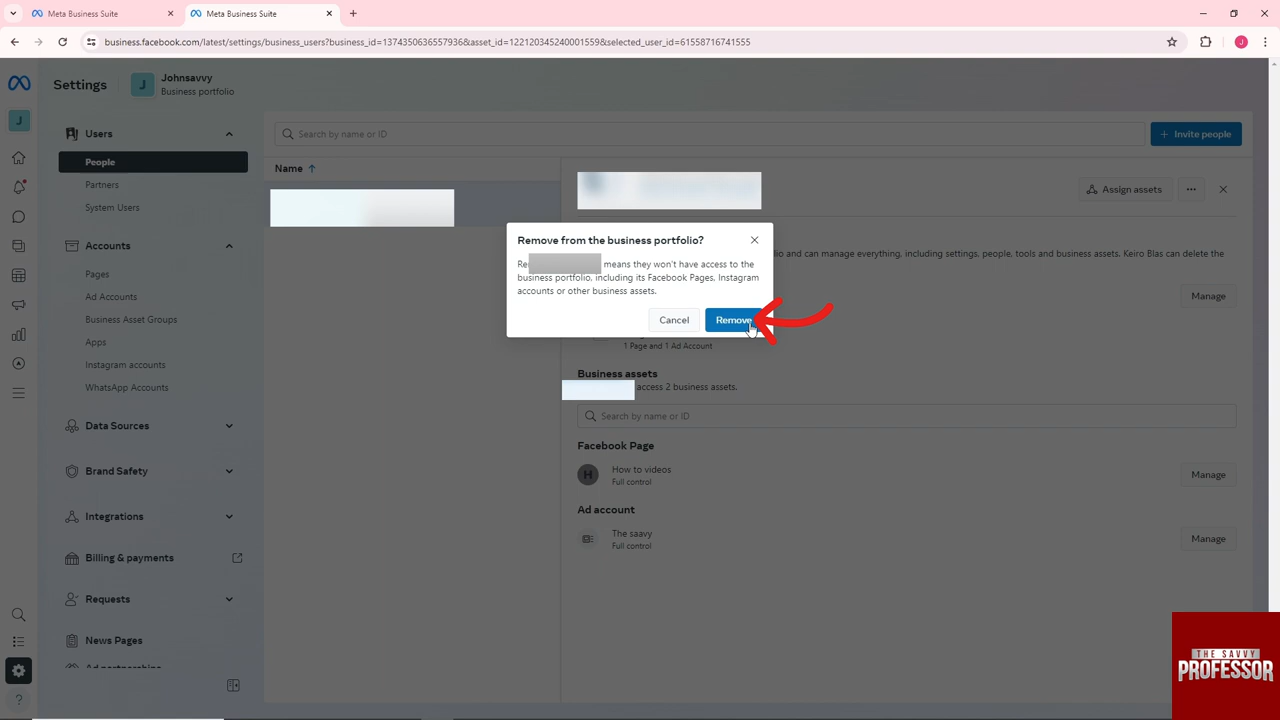 Meta Business Suite
Meta Business Suite
business.facebook.com/latest/settings/business_users?business_id=1374350636557936&asset_id=122120345240001559&selected_user_id=61558716741555
J
Settings
J
Johnsavvy
Business portfolio
J
Users
People
Partners
System Users
Accounts
Pages
Ad Accounts
Business Asset Groups
Apps
Instagram accounts
WhatsApp Accounts
Data Sources
Brand Safety
Integrations
Billing & payments
Requests
News Pages
Ad partnerships
Search by name or ID
+ Invite people
Name ↑
Assign assets
lio and can manage everything, including settings, people, tools and business assets. Keiro Blas can delete the
Manage
Remove from the business portfolio?
means they won't have access to the
business portfolio, including its Facebook Pages, Instagram
accounts or other business assets.
Cancel
Remove
1 Page and 1 Ad Account
Business assets
access 2 business assets.
Search by name or ID
Facebook Page
H
How to videos
Full control
Manage
Ad account
The saavy
Full control
Manage
THE SAVVY
PROFESSOR